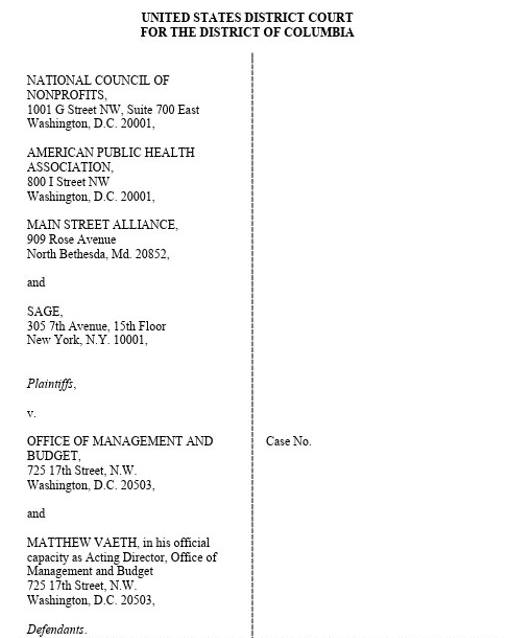 UNITED STATES DISTRICT COURT
FOR THE DISTRICT OF COLUMBIA
NATIONAL COUNCIL OF
NONPROFITS,
1001 G Street NW, Suite 700 East
Washington, D.C. 20001,
AMERICAN PUBLIC HEALTH
ASSOCIATION,
800 I Street NW
Washington, D.C. 20001,
MAIN STREET ALLIANCE,
909 Rose Avenue
North Bethesda, Md. 20852,
and
SAGE,
305 7th Avenue, 15th Floor
New York, N.Y. 10001,
Plaintiffs,
v.
OFFICE OF MANAGEMENT AND
BUDGET,
725 17th Street, N.W.
Washington, D.C. 20503,
and
MATTHEW VAETH, in his official
capacity as Acting Director, Office of
Management and Budget
725 17th Street, N.W.
Washington, D.C. 20503,
Defendants.
Case No.